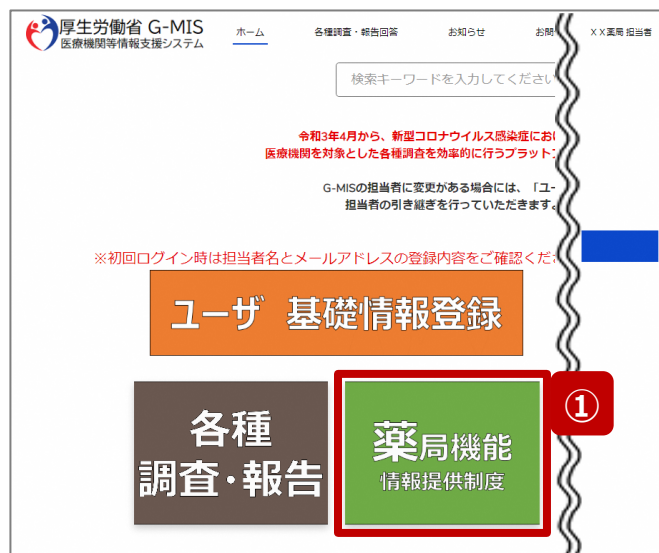 厚生労働省 G-MIS
医療機関等情報支援システム
ホーム
各種調査・報告回答
お知らせ
お問
XX薬局 担当者
検索キーワードを入力してください
令和3年4月から、新型コロナウイルス感染症にお
医療機関を対象とした各種調査を効率的に行うプラット
G-MISの担当者に変更がある場合には、「ユー
担当者の引き継ぎを行っていただきます。
※初回ログイン時は担当者名とメールアドレスの登録内容をご確認くだ
ユーザ 基礎情報登録
各種
調査・報告
薬局機能
情報提供制度
①